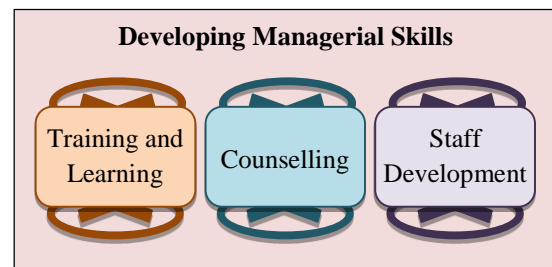 Developing Managerial Skills
Training and
Learning
Counselling
Staff
Development